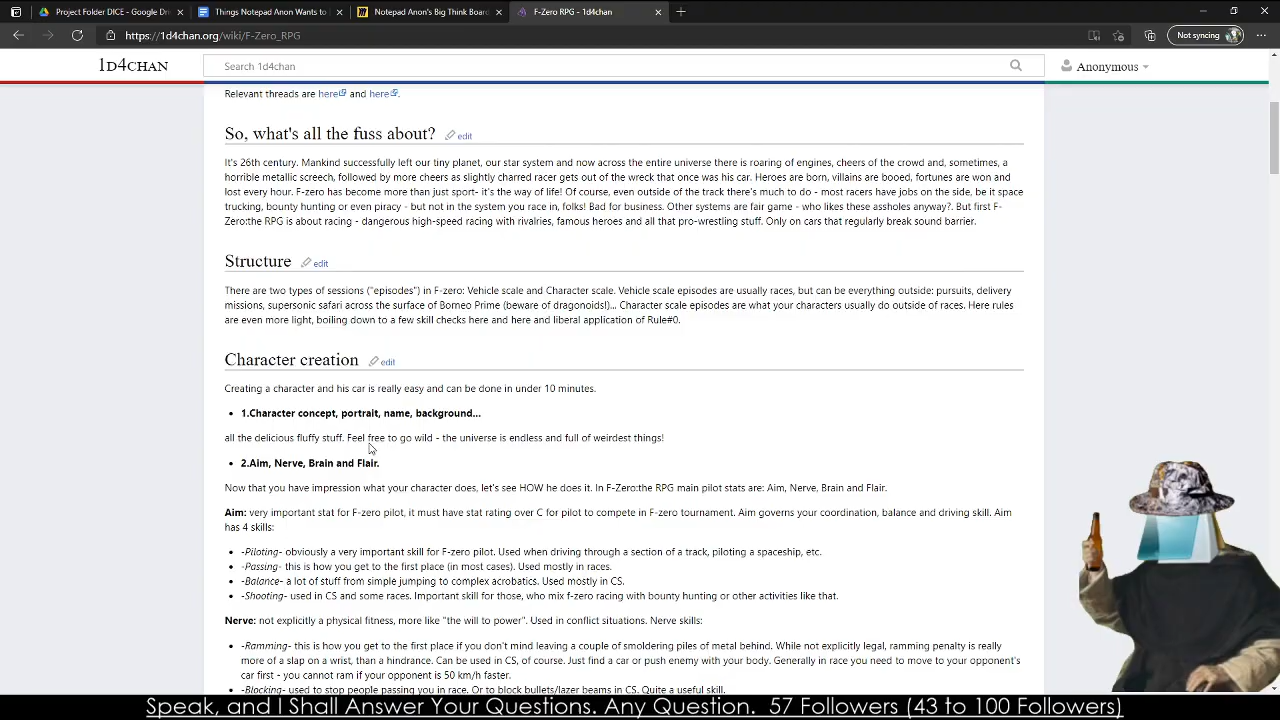 Project Folder DICE - Google Dri
Things Notepad Anon Wants to
Notepad Anon's Big Think Board
F-Zero RPG - 1d4chan
https://1d4chan.org/wiki/F-Zero_RPG
Not syncing
1D4CHAN
Search 1d4chan
Anonymous
Relevant threads are here and here.
So, what's all the fuss about? edit
It's 26th century. Mankind successfully left our tiny planet, our star system and now across the entire universe there is roaring of engines, cheers of the crowd and, sometimes, a
horrible metallic screech, followed by more cheers as slightly charred racer gets out of the wreck that once was his car. Heroes are born, villains are booed, fortunes are won and
lost every hour. F-zero has become more than just sport- it's the way of life! Of course, even outside of the track there's much to do - most racers have jobs on the side, be it space
trucking, bounty hunting or even piracy - but not in the system you race in, folks! Bad for business. Other systems are fair game - who likes these assholes anyway?. But first F-
Zero:the RPG is about racing - dangerous high-speed racing with rivalries, famous heroes and all that pro-wrestling stuff. Only on cars that regularly break sound barrier.
Structure edit
There are two types of sessions ("episodes") in F-zero: Vehicle scale and Character scale. Vehicle scale episodes are usually races, but can be everything outside: pursuits, delivery
missions, supersonic safari across the surface of Borneo Prime (beware of dragonoids!)... Character scale episodes are what your characters usually do outside of races. Here rules
are even more light, boiling down to a few skill checks here and here and liberal application of Rule#0.
Character creation edit
Creating a character and his car is really easy and can be done in under 10 minutes.
• 1.Character concept, portrait, name, background...
all the delicious fluffy stuff. Feel free to go wild - the universe is endless and full of weirdest things!
• 2.Aim, Nerve, Brain and Flair.
Now that you have impression what your character does, let's see HOW he does it. In F-Zero:the RPG main pilot stats are: Aim, Nerve, Brain and Flair.
Aim: very important stat for F-zero pilot, it must have stat rating over C for pilot to compete in F-zero tournament. Aim governs your coordination, balance and driving skill. Aim
has 4 skills:
• -Piloting- obviously a very important skill for F-zero pilot. Used when driving through a section of a track, piloting a spaceship, etc.
• -Passing- this is how you get to the first place (in most cases). Used mostly in races.
• -Balance- a lot of stuff from simple jumping to complex acrobatics. Used mostly in CS.
• -Shooting- used in CS and some races. Important skill for those, who mix f-zero racing with bounty hunting or other activities like that.
Nerve: not explicitly a physical fitness, more like "the will to power". Used in conflict situations. Nerve skills:
• -Ramming- this is how you get to the first place if you don't mind leaving a couple of smoldering piles of metal behind. While not explicitly legal, ramming penalty is really
more of a slap on a wrist, than a hindrance. Can be used in CS, of course. Just find a car or push enemy with your body. Generally in race you need to move to your opponent's
car first - you cannot ram if your opponent is 50 km/h faster.
• -Blocking- used to stop people passing you in race. Or to block bullets/lazer beams in CS. Quite a useful skill.
Speak, and I Shall Answer Your Questions. Any Question. 57 Followers (43 to 100 Followers)